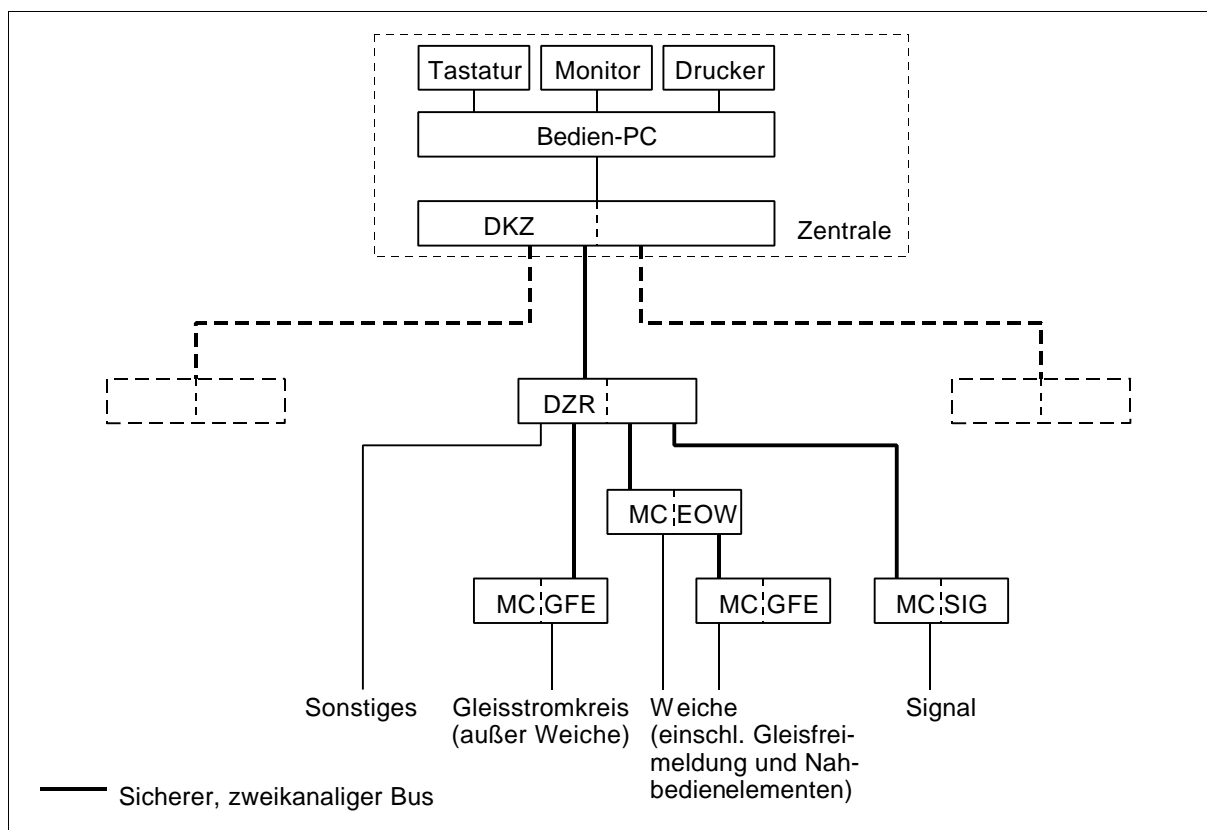 Tastatur Monitor Drucker
Bedien-PC
DKZ
Zentrale
DZR
MC EOW
MC GFE
MC GFE
MC SIG
Sonstiges
Gleisstromkreis
(außer Weiche)
Weiche
(einschl. Gleisfrei-
meldung und Nah-
bedienelementen)
Signal
Sicherer, zweikanaliger Bus